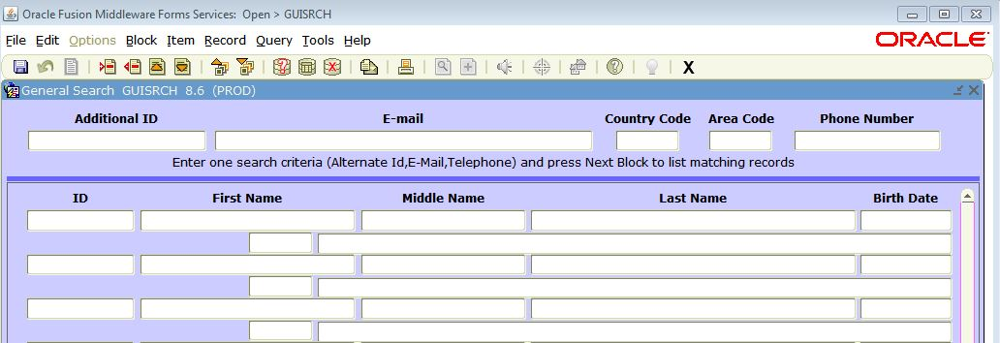 Oracle Fusion Middleware Forms Services: Open > GUISRCH
File Edit Options Block Item Record Query Tools Help
ORACLE
X
General Search GUISRCH 8.6 (PROD)
Additional ID E-mail Country Code Area Code Phone Number
Enter one search criteria (Alternate Id,E-Mail,Telephone) and press Next Block to list matching records
ID First Name Middle Name Last Name Birth Date